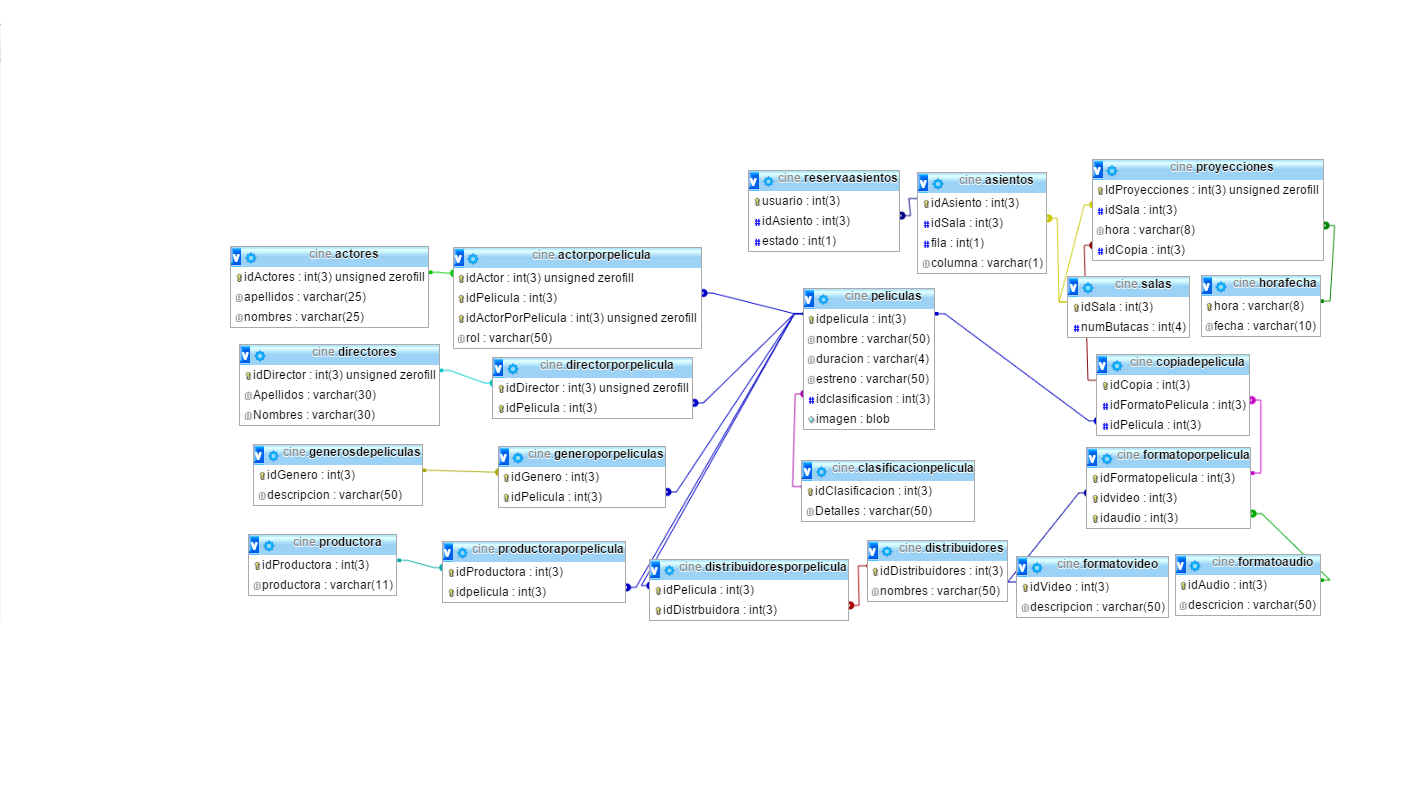 cine.reservaasientos
usuario : int(3)
idAsiento : int(3)
estado : int(1)
cine.asientos
idAsiento : int(3)
idSala : int(3)
fila : int(1)
columna : varchar(1)
cine.proyecciones
IdProyecciones : int(3) unsigned zerofill
idSala : int(3)
hora : varchar(8)
idCopia : int(3)
cine.salas
idSala : int(3)
numButacas : int(4)
cine.horafecha
hora : varchar(8)
fecha : varchar(10)
cine.actores
idActores : int(3) unsigned zerofill
apellidos : varchar(25)
nombres : varchar(25)
cine.actorporpelicula
idActor : int(3) unsigned zerofill
idPelicula : int(3)
idActorPorPelicula : int(3) unsigned zerofill
rol : varchar(50)
cine.peliculas
idpelicula : int(3)
nombre : varchar(50)
duracion : varchar(4)
estreno : varchar(50)
idclasificasion : int(3)
imagen : blob
cine.directores
idDirector : int(3) unsigned zerofill
Apellidos : varchar(30)
Nombres : varchar(30)
cine.directorporpelicula
idDirector : int(3) unsigned zerofill
idPelicula : int(3)
cine.copiadepelicula
idCopia : int(3)
idFormatoPelicula : int(3)
idPelicula : int(3)
cine.generosdepeliculas
idGenero : int(3)
descripcion : varchar(50)
cine.generoporpeliculas
idGenero : int(3)
idPelicula : int(3)
cine.clasificacionpelicula
idClasificacion : int(3)
Detalles : varchar(50)
cine.formatoporpelicula
idFormatopelicula : int(3)
idvideo : int(3)
idaudio : int(3)
cine.productora
idProductora : int(3)
productora : varchar(11)
cine.productoraporpelicula
idProductora : int(3)
idpelicula : int(3)
cine.distribuidoresporpelicula
idPelicula : int(3)
idDistrbuidora : int(3)
cine.distribuidores
idDistribuidores : int(3)
nombres : varchar(50)
cine.formatovideo
idVideo : int(3)
descripcion : varchar(50)
cine.formatoaudio
idAudio : int(3)
descricion : varchar(50)